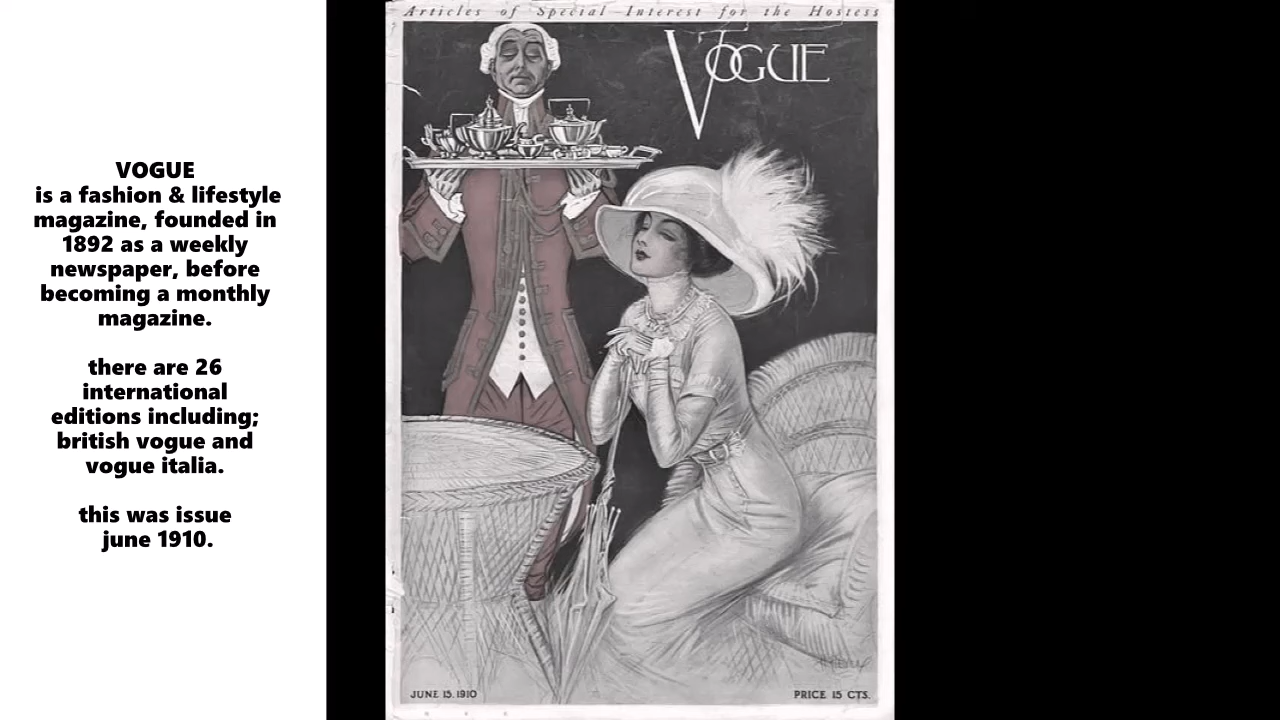 VOGUE
is a fashion & lifestyle
magazine, founded in
1892 as a weekly
newspaper, before
becoming a monthly
magazine.
there are 26
international
editions including;
british vogue and
vogue italia.
this was issue
june 1910.
Articles of Special Interest for the Hostess
VOGUE
JUNE 15. 1910
PRICE 15 CTS.